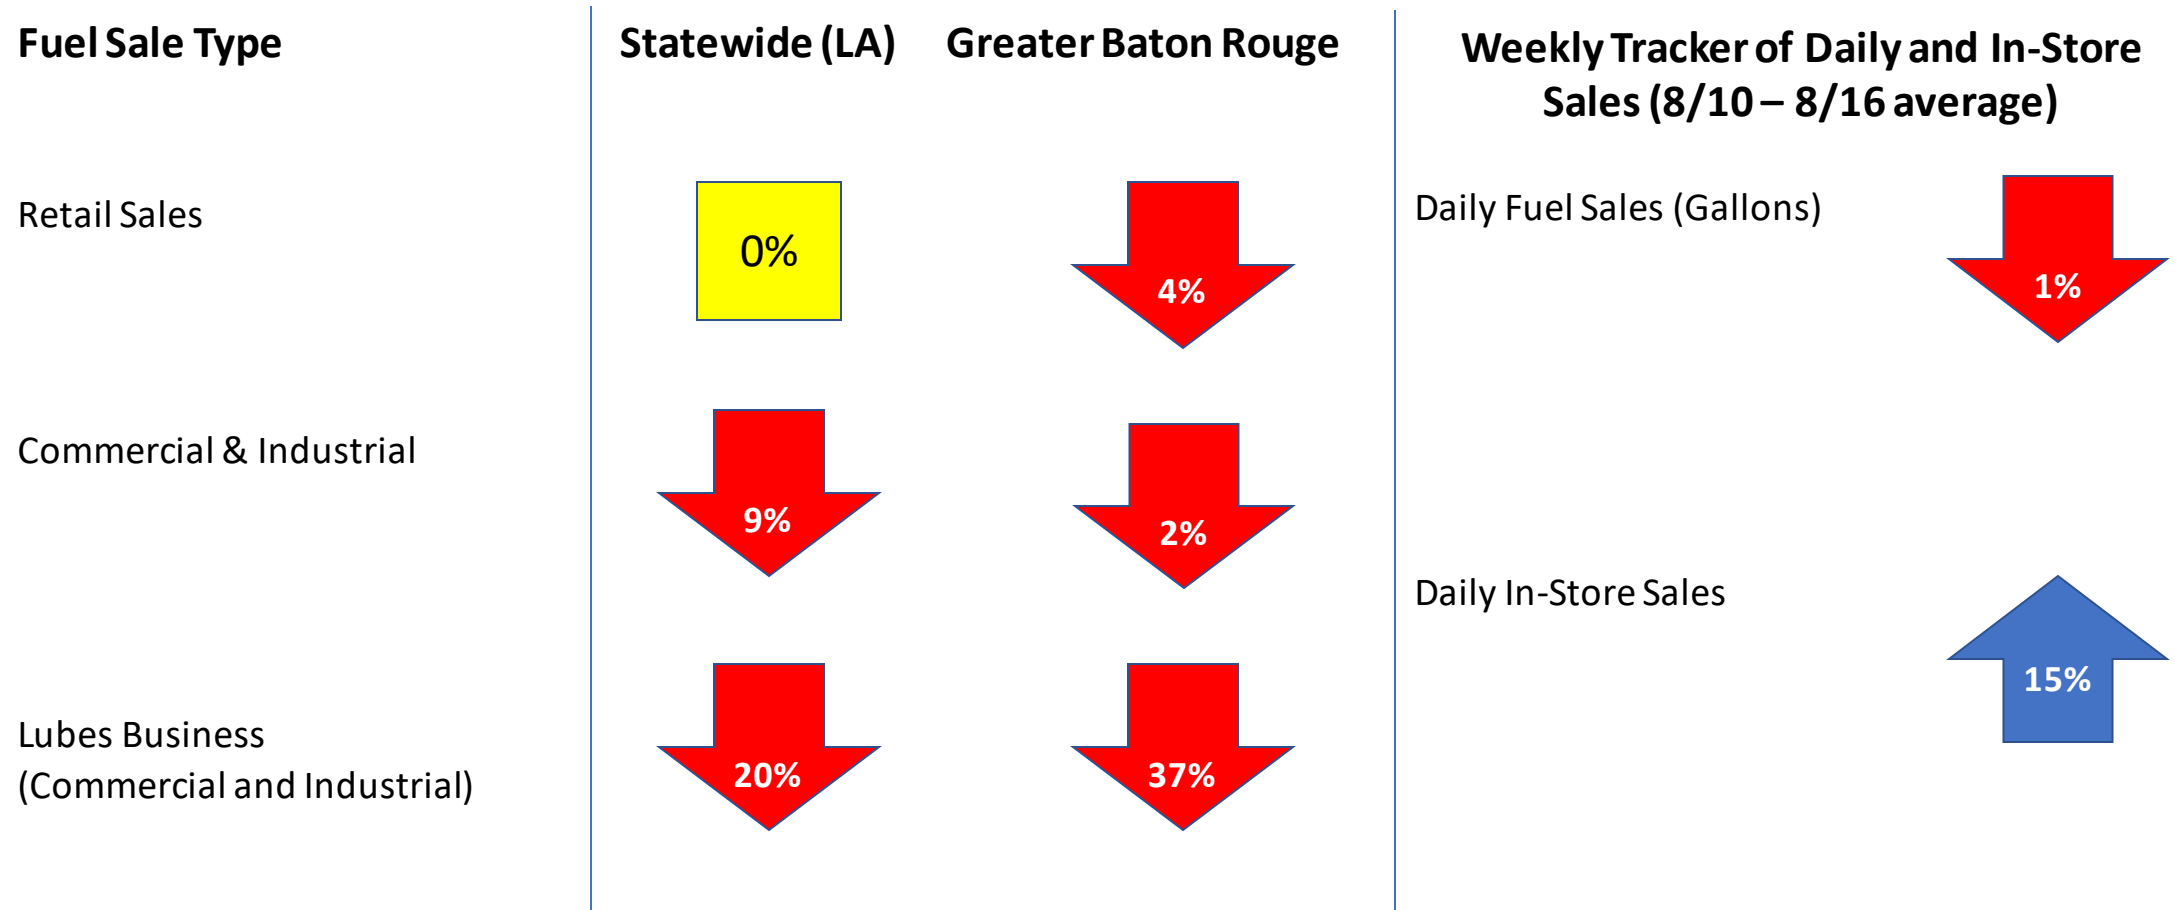 Fuel Sale Type
Statewide (LA)
Greater Baton Rouge
Weekly Tracker of Daily and In-Store
Sales (8/10 – 8/16 average)
Retail Sales
0%
4%
Daily Fuel Sales (Gallons)
1%
Commercial & Industrial
9%
2%
Daily In-Store Sales
15%
Lubes Business
(Commercial and Industrial)
20%
37%